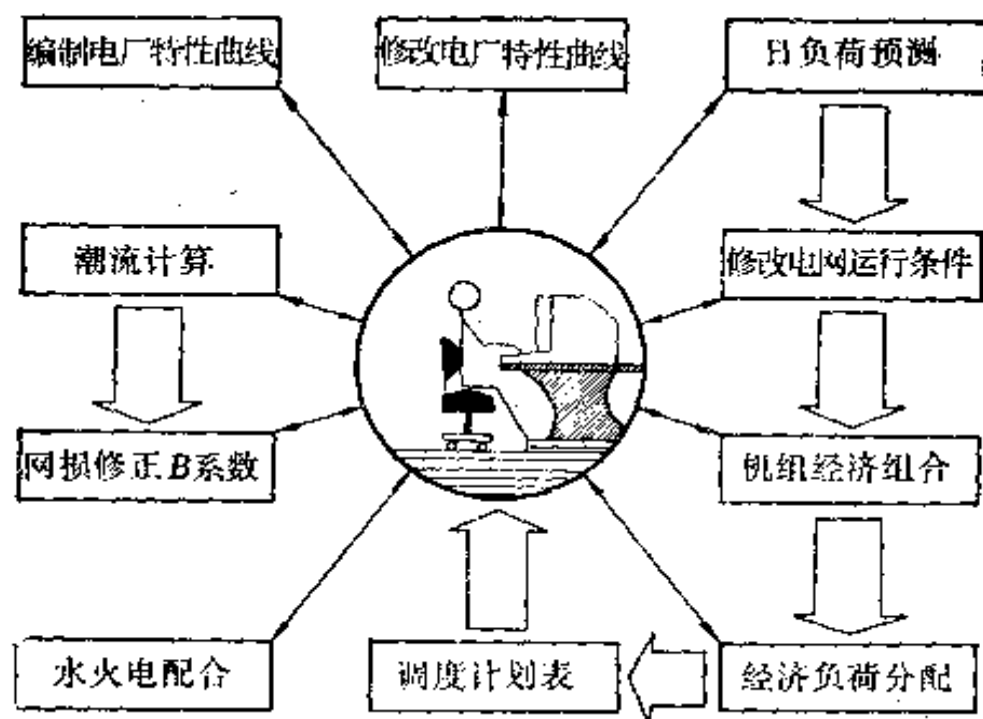 编制电厂特性曲线
修改电厂特性曲线
日负荷预测
潮流计算
修改电网运行条件
网损修正B系数
机组经济组合
水火电配合
调度计划表
经济负荷分配